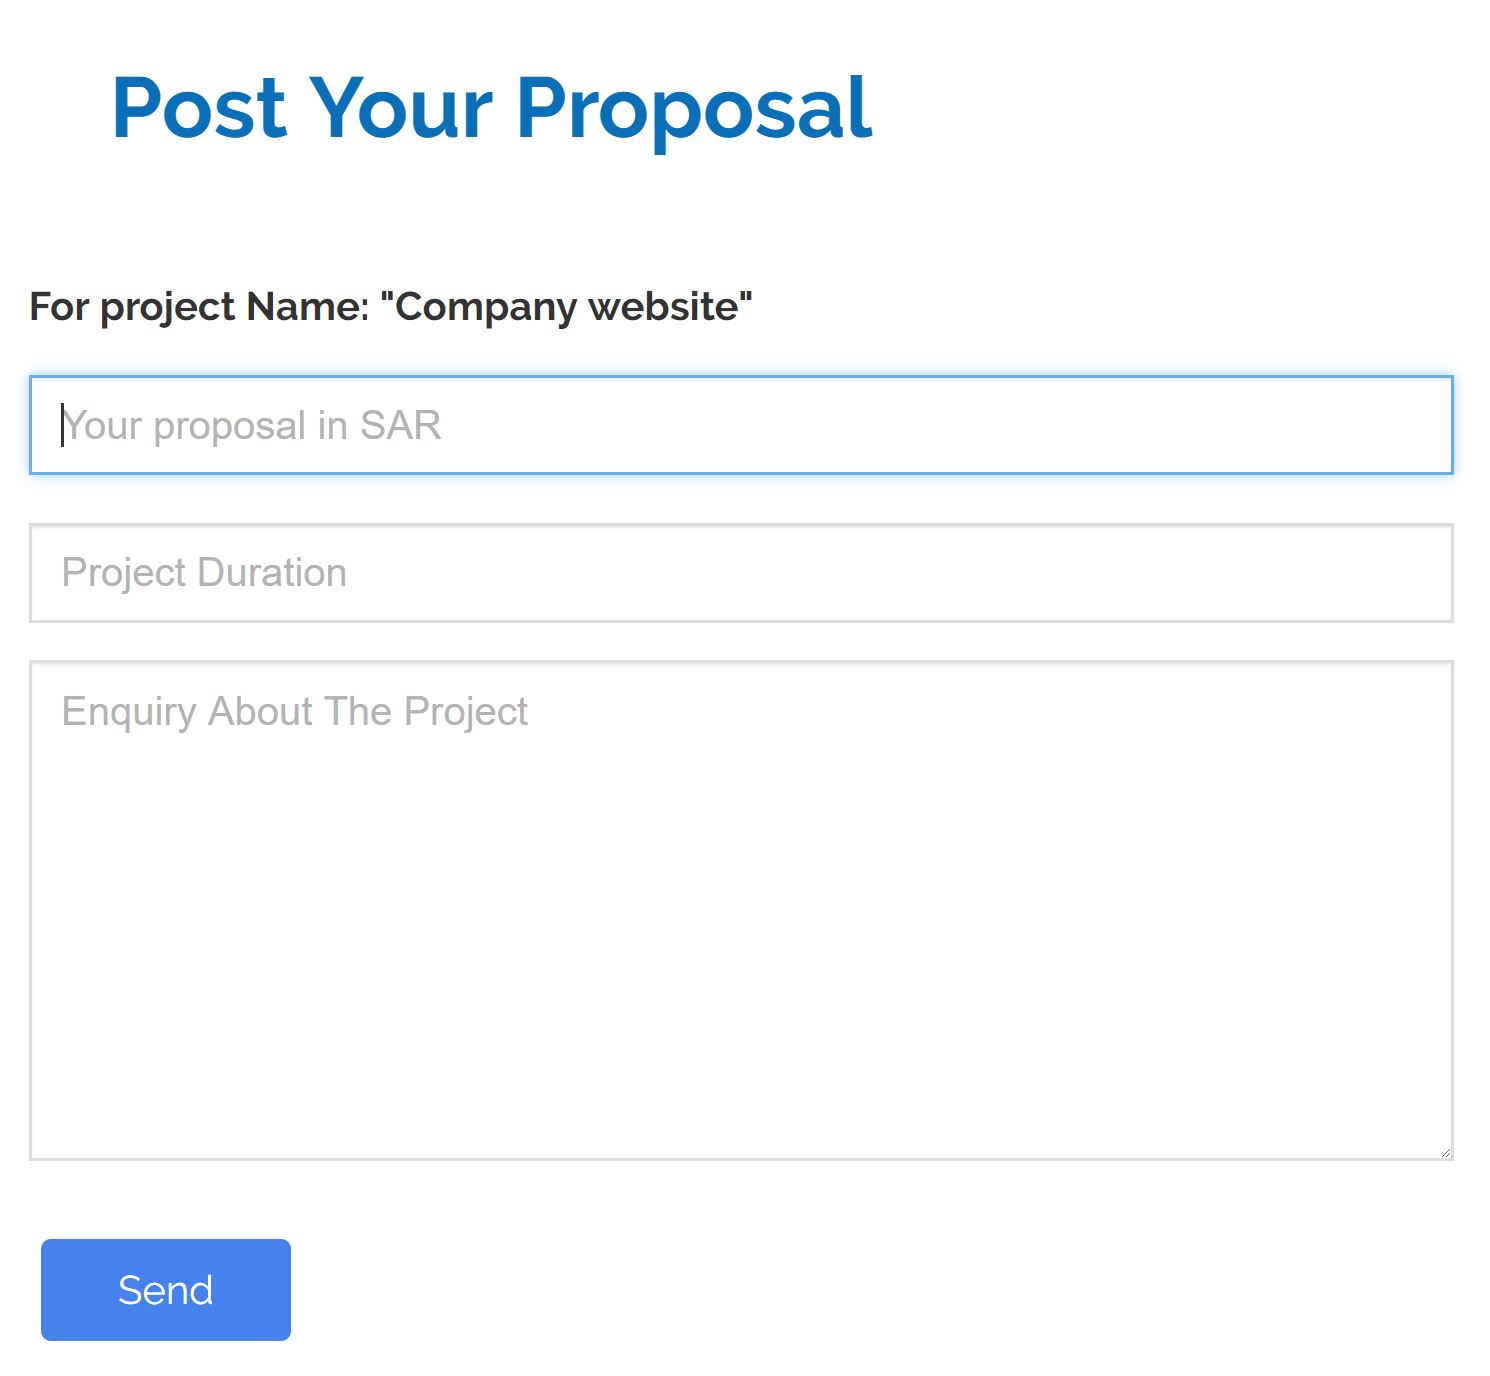 Post Your Proposal
For project Name: "Company website"
Your proposal in SAR
Project Duration
Enquiry About The Project
Send